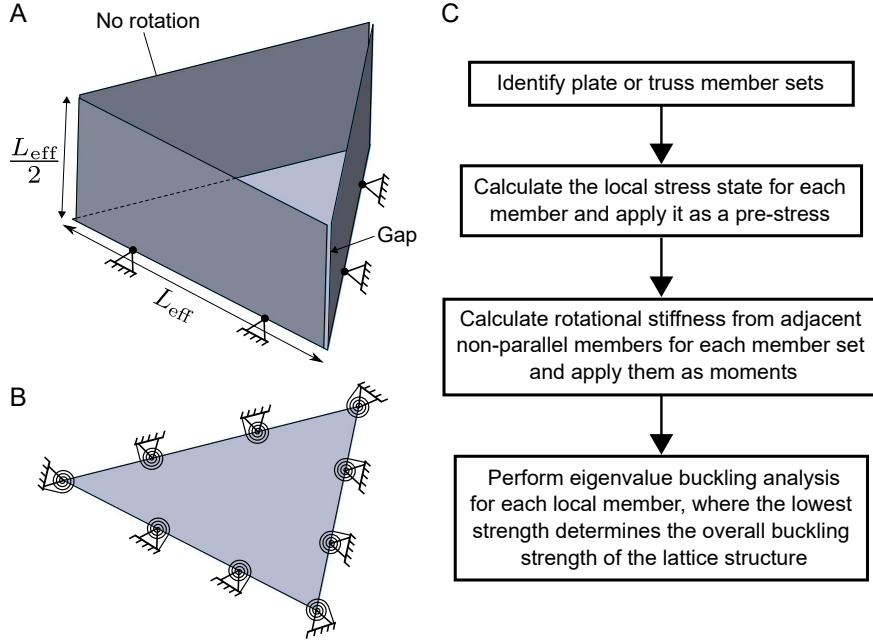 A
No rotation
L_eff
2
Gap
L_eff
B
C
Identify plate or truss member sets
Calculate the local stress state for each
member and apply it as a pre-stress
Calculate rotational stiffness from adjacent
non-parallel members for each member set
and apply them as moments
Perform eigenvalue buckling analysis
for each local member, where the lowest
strength determines the overall buckling
strength of the lattice structure